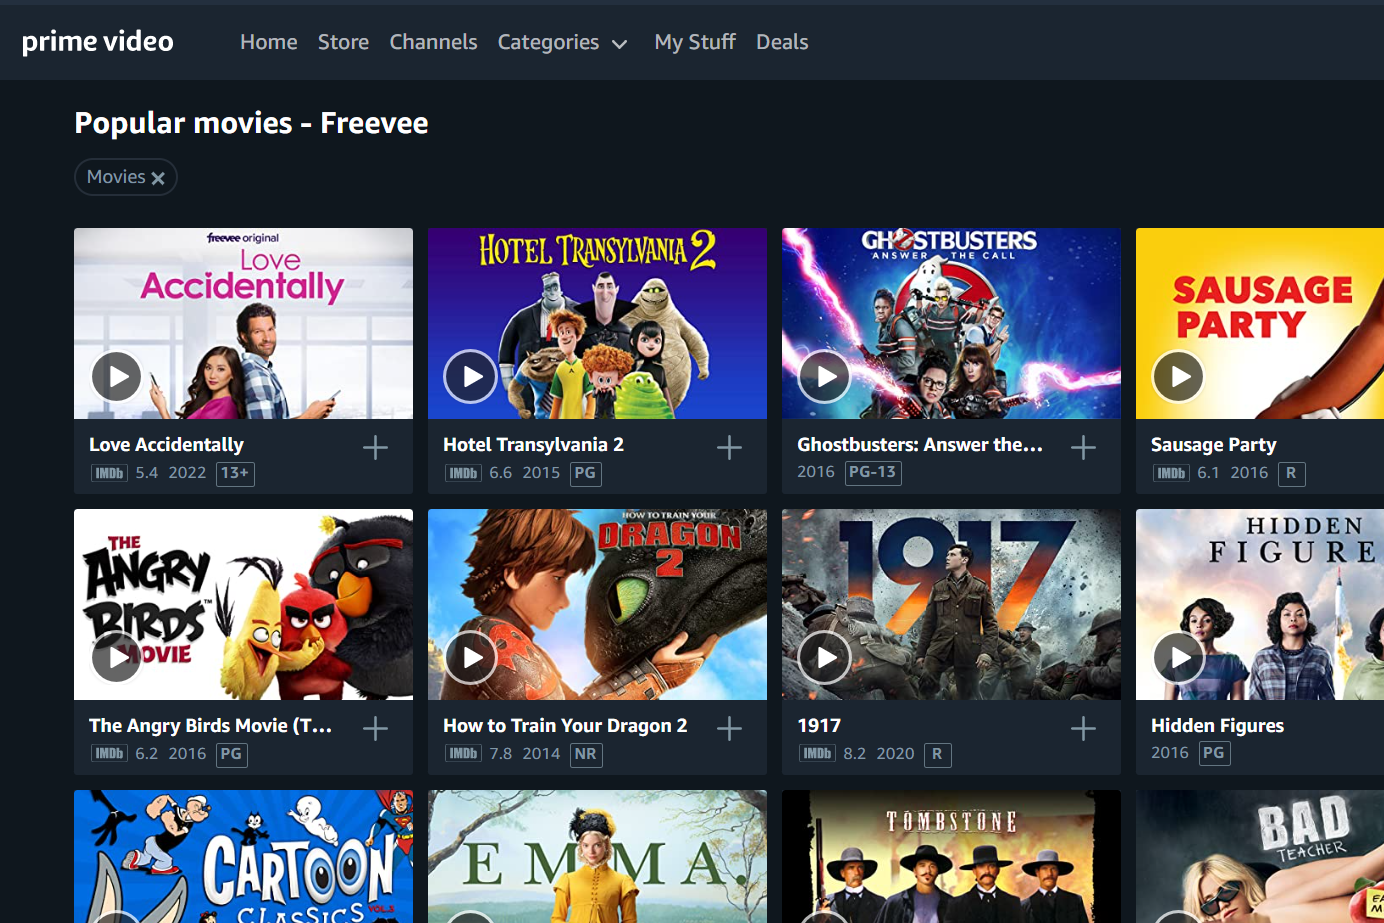 prime video
Home Store Channels Categories My Stuff Deals
Popular movies - Freevee
Movies
freevee original
Love
Accidentally
HOTEL TRANSYLVANIA 2
GHOSTBUSTERS
ANSWER THE CALL
SAUSAGE
PARTY
Love Accidentally
IMDb 5.4 2022 13+
Hotel Transylvania 2
IMDb 6.6 2015 PG
Ghostbusters: Answer the...
2016 PG-13
Sausage Party
IMDb 6.1 2016 R
THE
ANGRY
BIRDS™
MOVIE
HOW TO TRAIN YOUR
DRAGON
2
1917
HIDDEN
FIGURE
The Angry Birds Movie (T...
IMDb 6.2 2016 PG
How to Train Your Dragon 2
IMDb 7.8 2014 NR
1917
IMDb 8.2 2020 R
Hidden Figures
2016 PG
CARTOON
CLASSICS VOL.3
EMMA.
TOMBSTONE
BAD
TEACHER